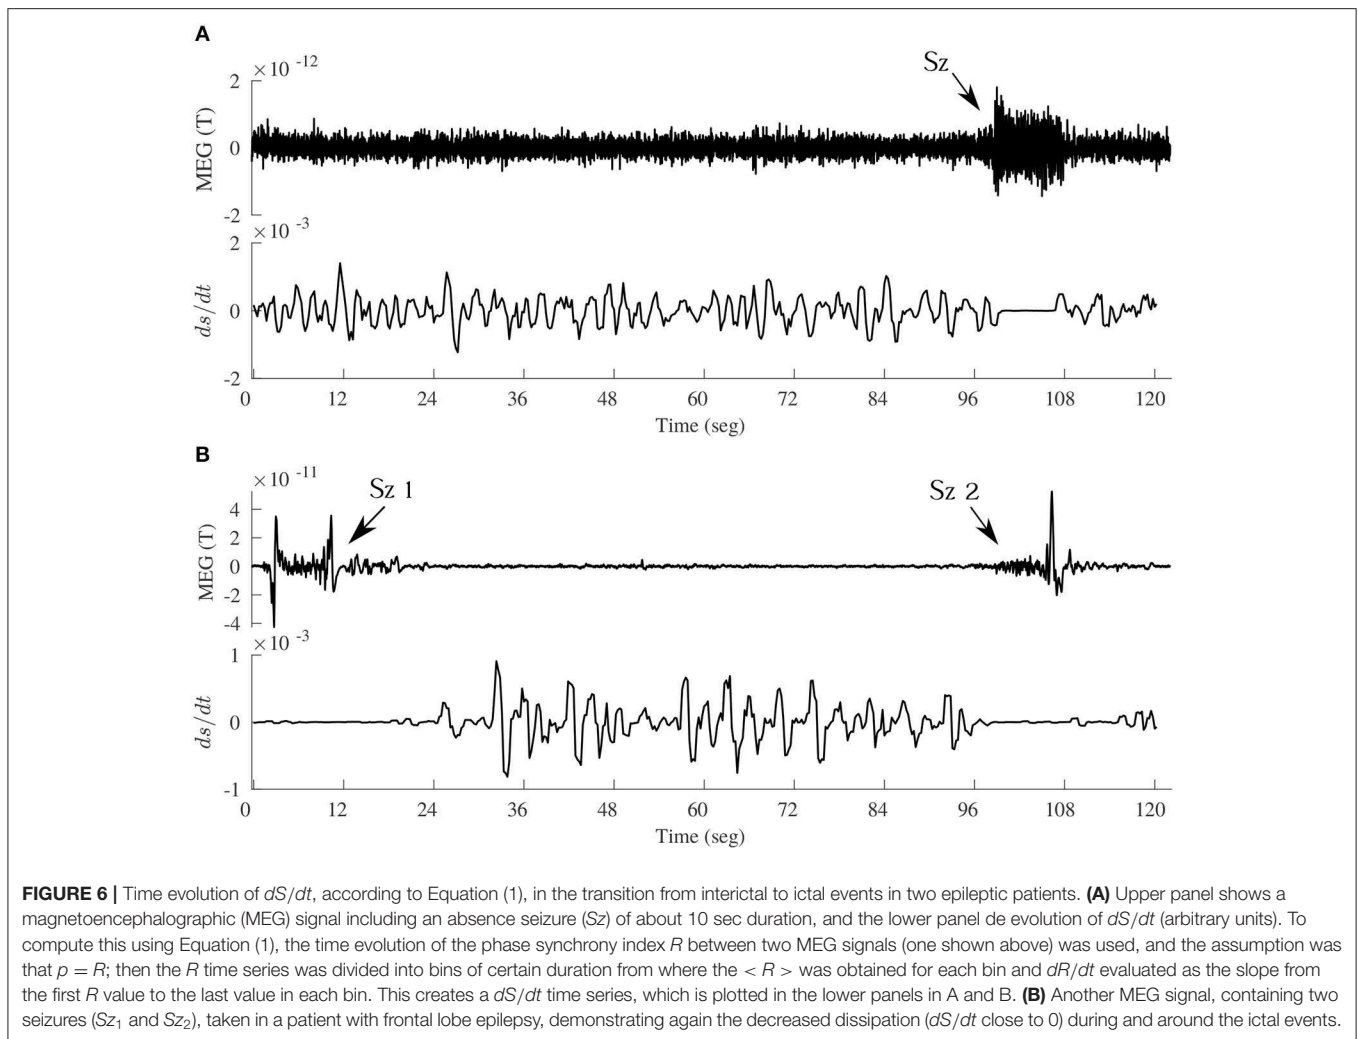 A
×10 -12
Sz
2
MEG (T)
0
-2
×10 -3
2
ds/dt
0
-2
0 12 24 36 48 60 72 84 96 108 120
Time (seg)
B
×10 -11
Sz 1
Sz 2
4
2
MEG (T)
0
-2
-4
×10 -3
1
ds/dt
0
-1
0 12 24 36 48 60 72 84 96 108 120
Time (seg)
FIGURE 6 | Time evolution of dS/dt, according to Equation (1), in the transition from interictal to ictal events in two epileptic patients. (A) Upper panel shows a
magnetoencephalographic (MEG) signal including an absence seizure (Sz) of about 10 sec duration, and the lower panel de evolution of dS/dt (arbitrary units). To
compute this using Equation (1), the time evolution of the phase synchrony index R between two MEG signals (one shown above) was used, and the assumption was
that p = R; then the R time series was divided into bins of certain duration from where the < R > was obtained for each bin and dR/dt evaluated as the slope from
the first R value to the last value in each bin. This creates a dS/dt time series, which is plotted in the lower panels in A and B. (B) Another MEG signal, containing two
seizures (Sz₁ and Sz₂), taken in a patient with frontal lobe epilepsy, demonstrating again the decreased dissipation (dS/dt close to 0) during and around the ictal events.